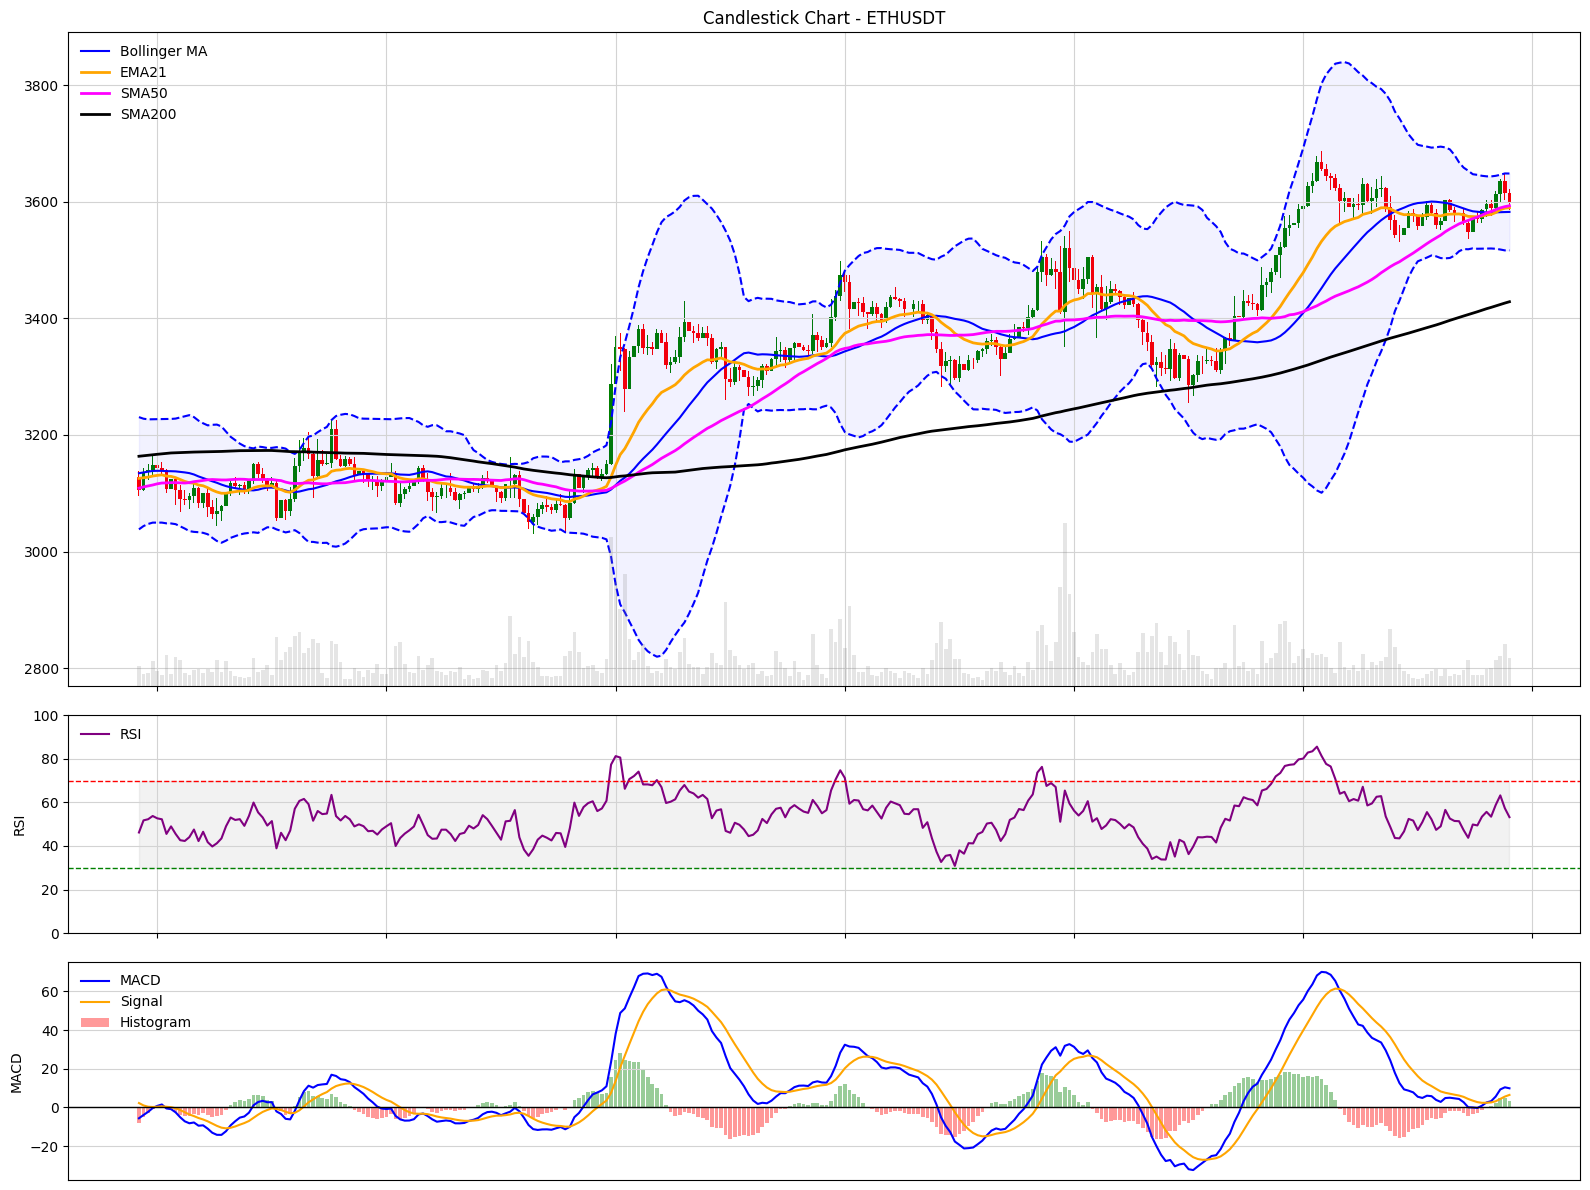 Candlestick Chart - ETHUSDT
Bollinger MA
EMA21
SMA50
SMA200
3800
3600
3400
3200
3000
2800
RSI
RSI
100
80
60
40
20
0
MACD
Signal
Histogram
MACD
60
40
20
0
−20